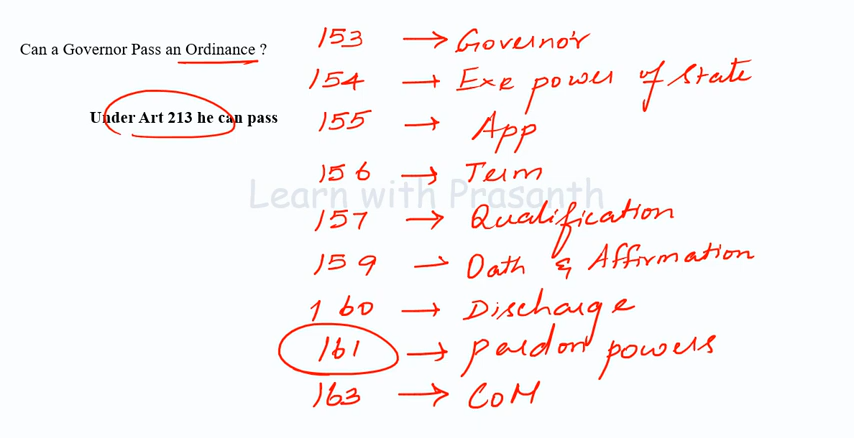 Can a Governor Pass an Ordinance ?
Under Art 213 he can pass
153 → Governor
154 → Exe power of State
155 → App
156 → Term
Learn with Prasanth
157 → Qualification
159 → Oath & Affirmation
160 → Discharge
161 → pardon powers
163 → CoM